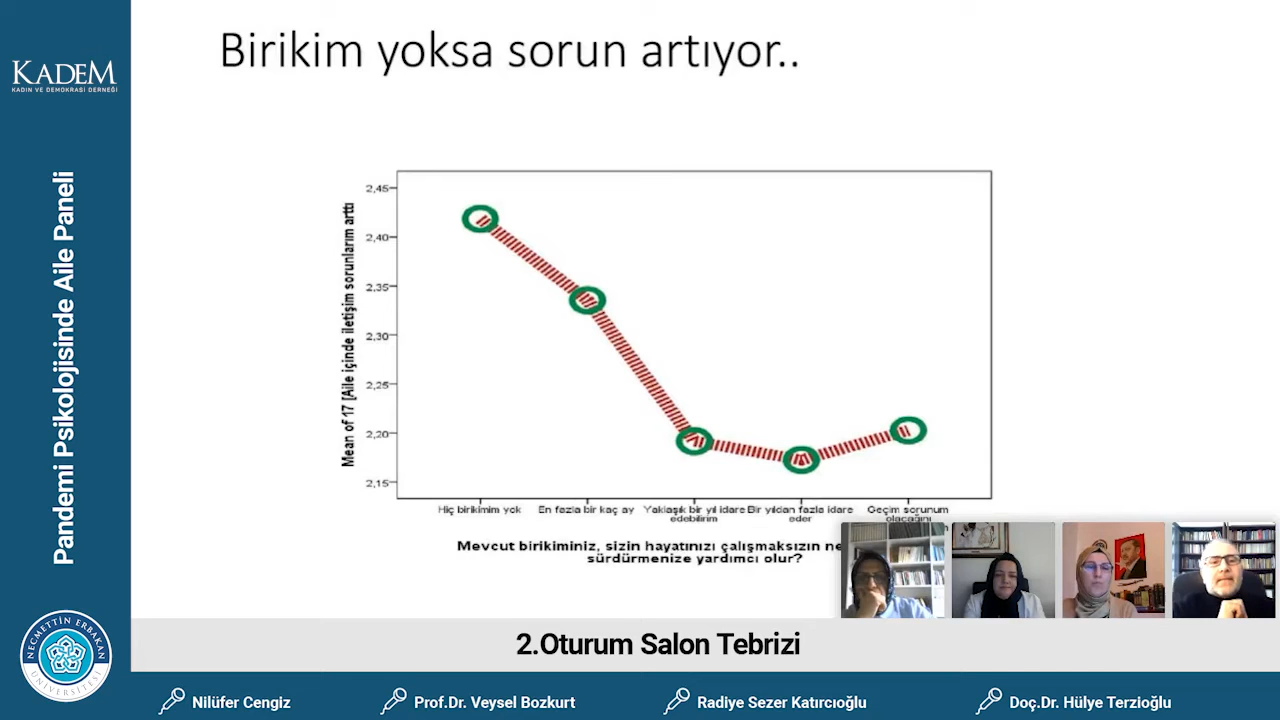 KADEM
KADIN VE DEMOKRASİ DERNEĞİ
Pandemi Psikolojisinde Aile Paneli
NECMETTİN ERBAKAN
ÜNİVERSİTESİ
Birikim yoksa sorun artıyor..
Mean of 17 [Aile içinde iletişim sorunlarım arttı
2,45
2,40
2,35
2,30
2,25
2,20
2,15
Hiç birikimim yok
En fazla bir kaç ay
Yaklaşık bir yıl idare
edebilirim
Bir yıldan fazla idare
eder
Geçim sorunum
olacağını
Mevcut birikiminiz, sizin hayatınızı çalışmaksızın
sürdürmenize yardımcı olur?
2.Oturum Salon Tebrizi
Nilüfer Cengiz
Prof.Dr. Veysel Bozkurt
Radiye Sezer Katırcıoğlu
Doç.Dr. Hülye Terzioğlu